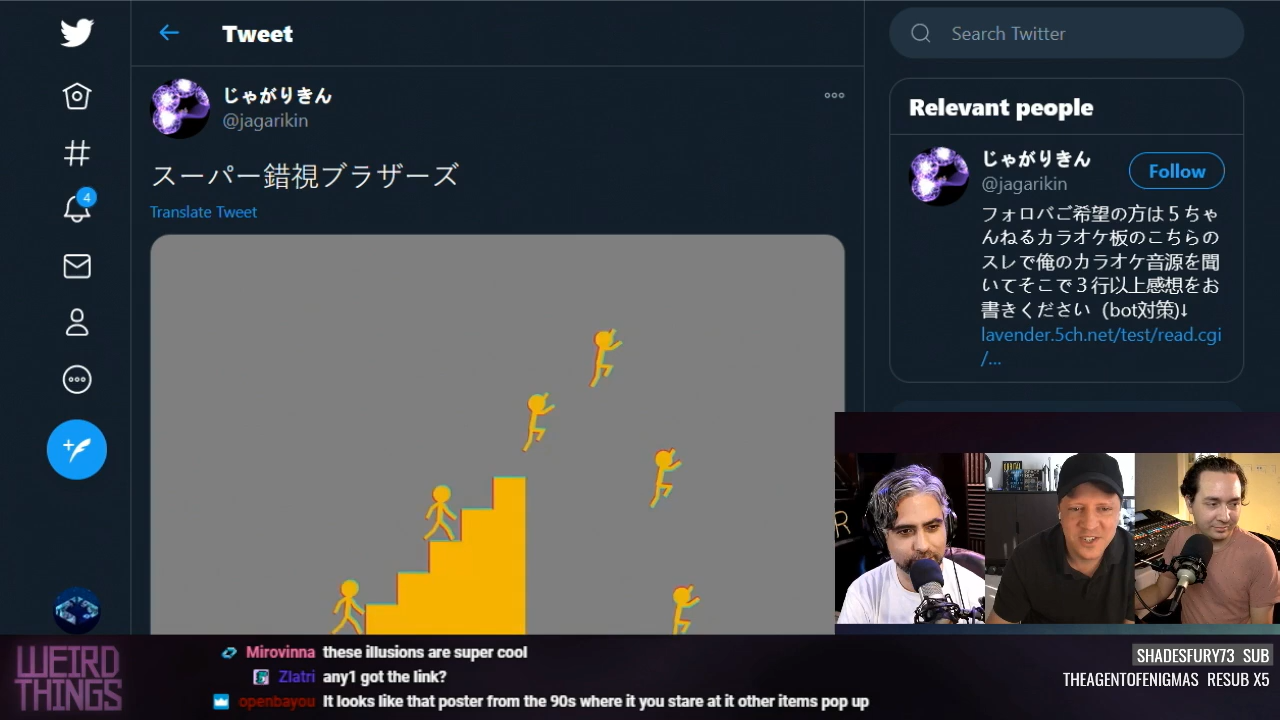 Tweet
Search Twitter
じゃがりきん
@jagarikin
スーパー錯視ブラザーズ
Translate Tweet
4
Relevant people
じゃがりきん
@jagarikin
Follow
フォロバご希望の方は５ちゃ
んねるカラオケ板のこちらの
スレで俺のカラオケ音源を聞
いてそこで３行以上感想をお
書きください（bot対策)↓
lavender.5ch.net/test/read.cgi
/...
WEIRD
THINGS
Mirovinna these illusions are super cool
Zlatri any1 got the link?
openbayou It looks like that poster from the 90s where it you stare at it other items pop up
SHADESFURY73 SUB
THEAGENTOFENIGMAS RESUB X5